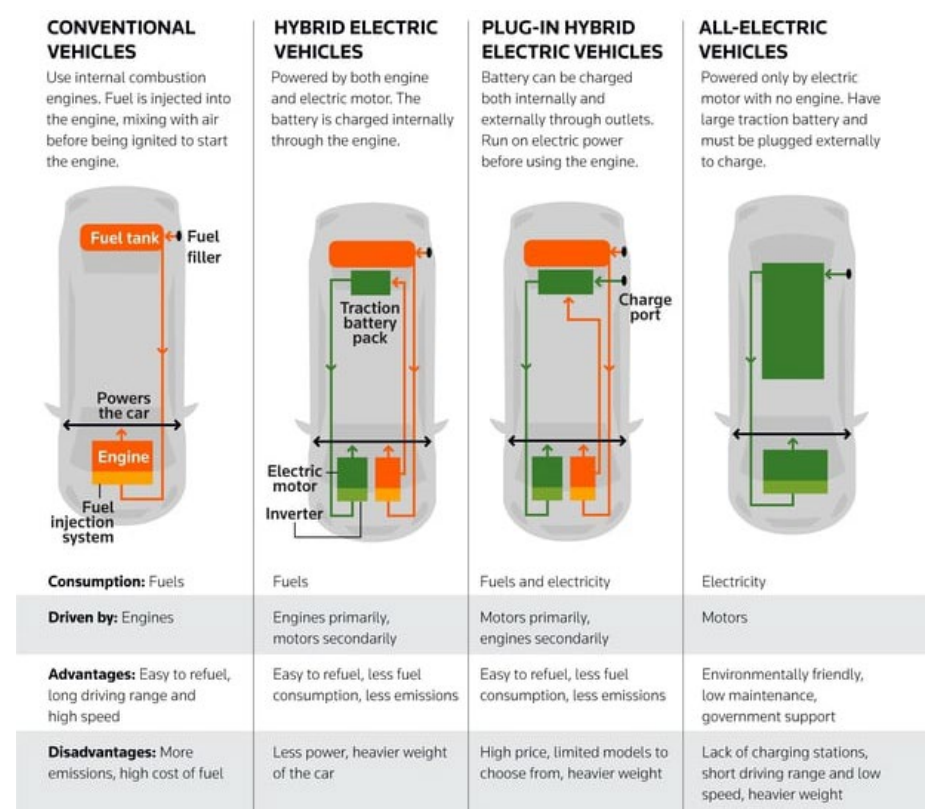 CONVENTIONAL
VEHICLES
Use internal combustion
engines. Fuel is injected into
the engine, mixing with air
before being ignited to start
the engine.
HYBRID ELECTRIC
VEHICLES
Powered by both engine
and electric motor. The
battery is charged internally
through the engine.
PLUG-IN HYBRID
ELECTRIC VEHICLES
Battery can be charged
both internally and
externally through outlets.
Run on electric power
before using the engine.
ALL-ELECTRIC
VEHICLES
Powered only by electric
motor with no engine. Have
large traction battery and
must be plugged externally
to charge.
Fuel tank
Fuel
filler
Powers
the car
Engine
Fuel
injection
system
Traction
battery
pack
Electric
motor
Inverter
Charge
port
Consumption: Fuels
Fuels
Fuels and electricity
Electricity
Driven by: Engines
Engines primarily,
motors secondarily
Motors primarily,
engines secondarily
Motors
Advantages: Easy to refuel,
long driving range and
high speed
Easy to refuel, less fuel
consumption, less emissions
Easy to refuel, less fuel
consumption, less emissions
Environmentally friendly,
low maintenance,
government support
Disadvantages: More
emissions, high cost of fuel
Less power, heavier weight
of the car
High price, limited models to
choose from, heavier weight
Lack of charging stations,
short driving range and low
speed, heavier weight